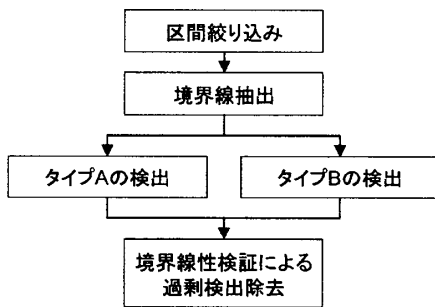 区間絞り込み
境界線抽出
タイプAの検出
タイプBの検出
境界線性検証による
過剰検出除去